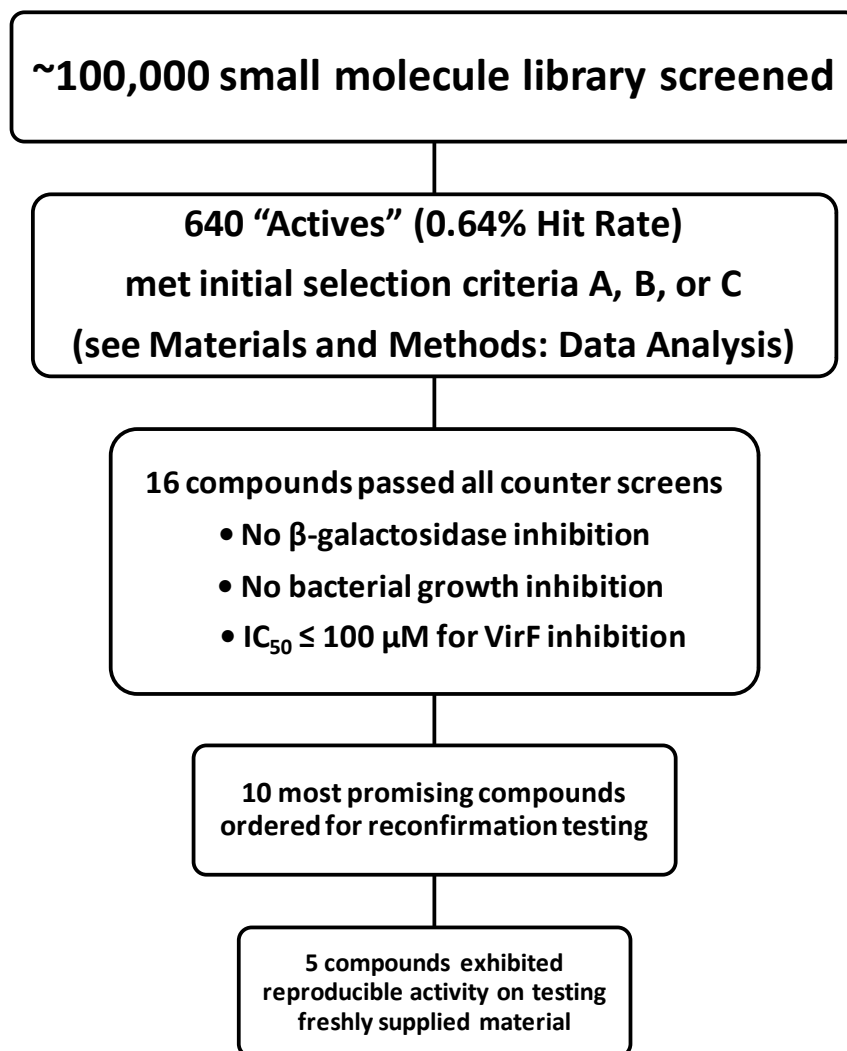 ~100,000 small molecule library screened
640 “Actives” (0.64% Hit Rate)
met initial selection criteria A, B, or C
(see Materials and Methods: Data Analysis)
16 compounds passed all counter screens
• No β-galactosidase inhibition
• No bacterial growth inhibition
• IC50 ≤ 100 μM for VirF inhibition
10 most promising compounds
ordered for reconfirmation testing
5 compounds exhibited
reproducible activity on testing
freshly supplied material